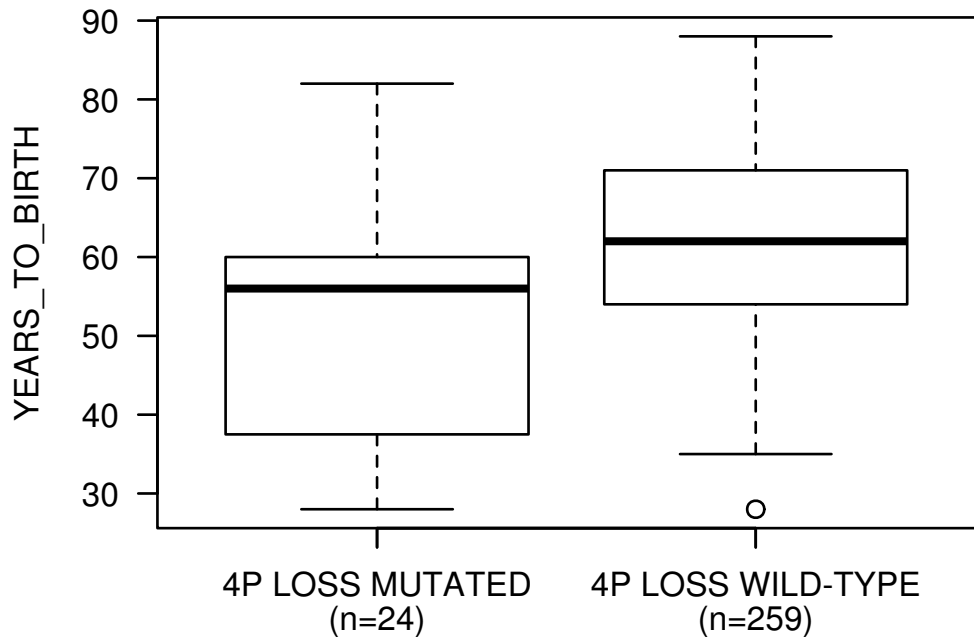 YEARS_TO_BIRTH
90
80
70
60
50
40
30
4P LOSS MUTATED
(n=24)
4P LOSS WILD-TYPE
(n=259)